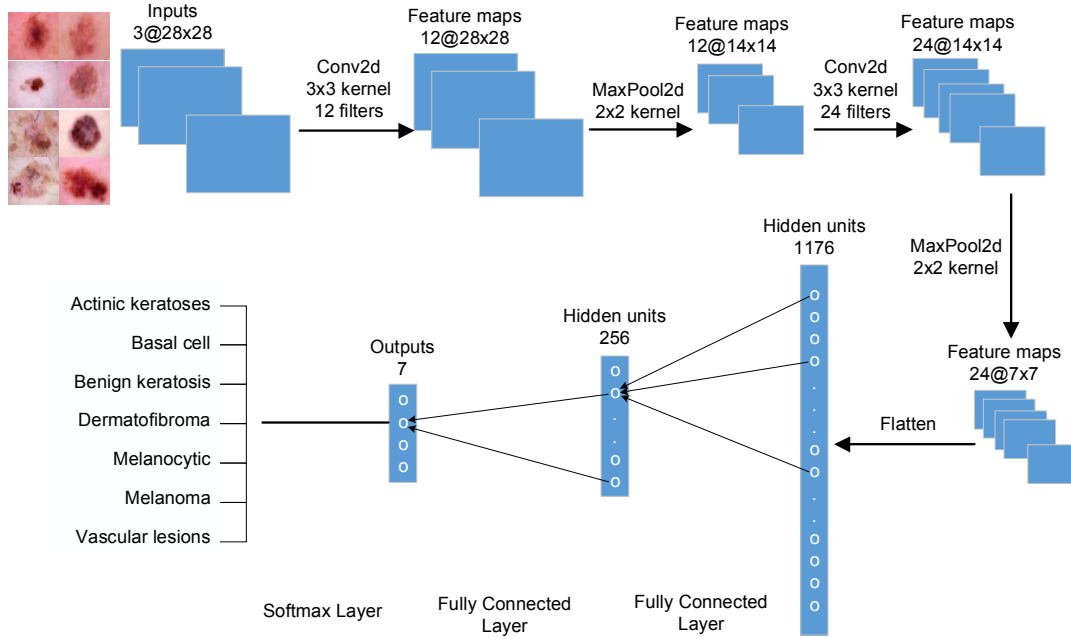 Inputs
3@28x28
Conv2d
3x3 kernel
12 filters
Feature maps
12@28x28
MaxPool2d
2x2 kernel
Feature maps
12@14x14
Conv2d
3x3 kernel
24 filters
Feature maps
24@14x14
MaxPool2d
2x2 kernel
Feature maps
24@7x7
Flatten
Hidden units
1176
o
o
o
o
.
.
.
o
o
.
.
o
o
o
o
Hidden units
256
o
o
.
.
o
o
Outputs
7
o
o
o
o
Actinic keratoses
Basal cell
Benign keratosis
Dermatofibroma
Melanocytic
Melanoma
Vascular lesions
Softmax Layer
Fully Connected
Layer
Fully Connected
Layer